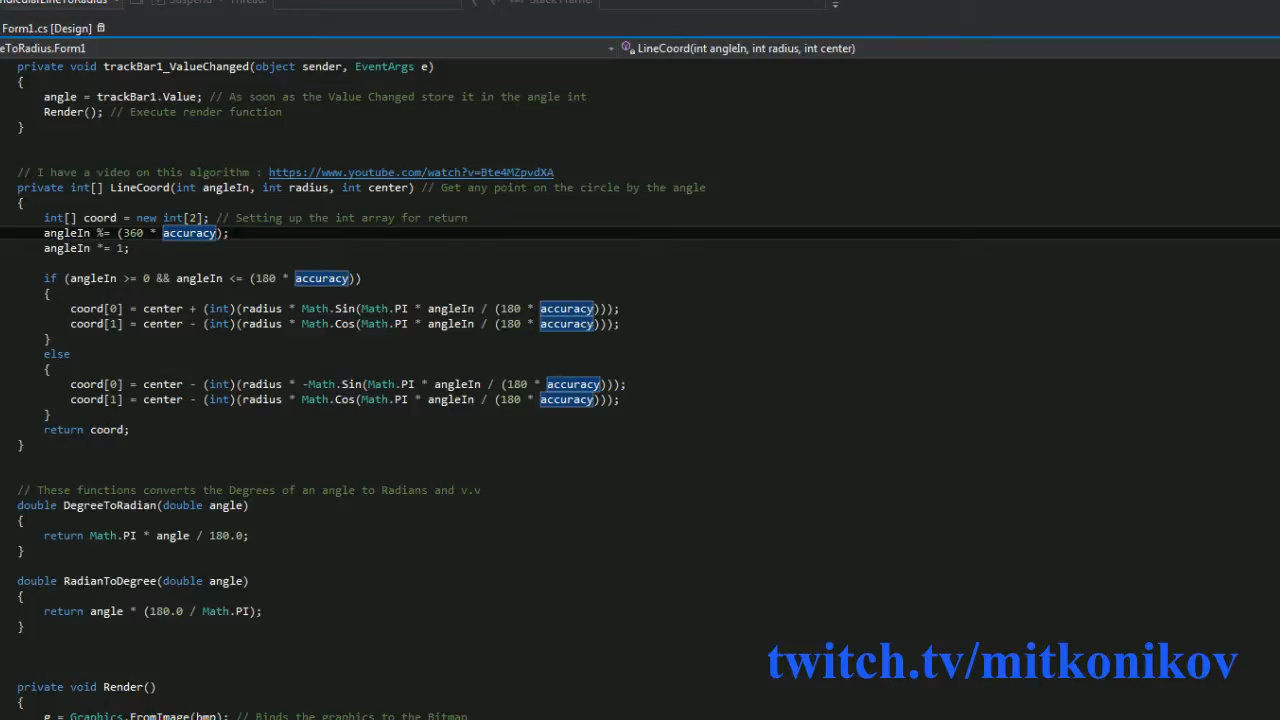 Form1.cs [Design]
eToRadius.Form1
LineCoord(int angleIn, int radius, int center)
private void trackBar1_ValueChanged(object sender, EventArgs e)
{
angle = trackBar1.Value; // As soon as the Value Changed store it in the angle int
Render(); // Execute render function
}
// I have a video on this algorithm : https://www.youtube.com/watch?v=Bte4MZpvdXA
private int[] LineCoord(int angleIn, int radius, int center) // Get any point on the circle by the angle
{
int[] coord = new int[2]; // Setting up the int array for return
angleIn %= (360 * accuracy);
angleIn *= 1;
if (angleIn >= 0 && angleIn <= (180 * accuracy))
{
coord[0] = center + (int)(radius * Math.Sin(Math.PI * angleIn / (180 * accuracy)));
coord[1] = center - (int)(radius * Math.Cos(Math.PI * angleIn / (180 * accuracy)));
}
else
{
coord[0] = center - (int)(radius * -Math.Sin(Math.PI * angleIn / (180 * accuracy)));
coord[1] = center - (int)(radius * Math.Cos(Math.PI * angleIn / (180 * accuracy)));
}
return coord;
}
// These functions converts the Degrees of an angle to Radians and v.v
double DegreeToRadian(double angle)
{
return Math.PI * angle / 180.0;
}
double RadianToDegree(double angle)
{
return angle * (180.0 / Math.PI);
}
twitch.tv/mitkonikov
private void Render()
{
g = Graphics.FromImage(bmp); // Binds the graphics to the Bitmap